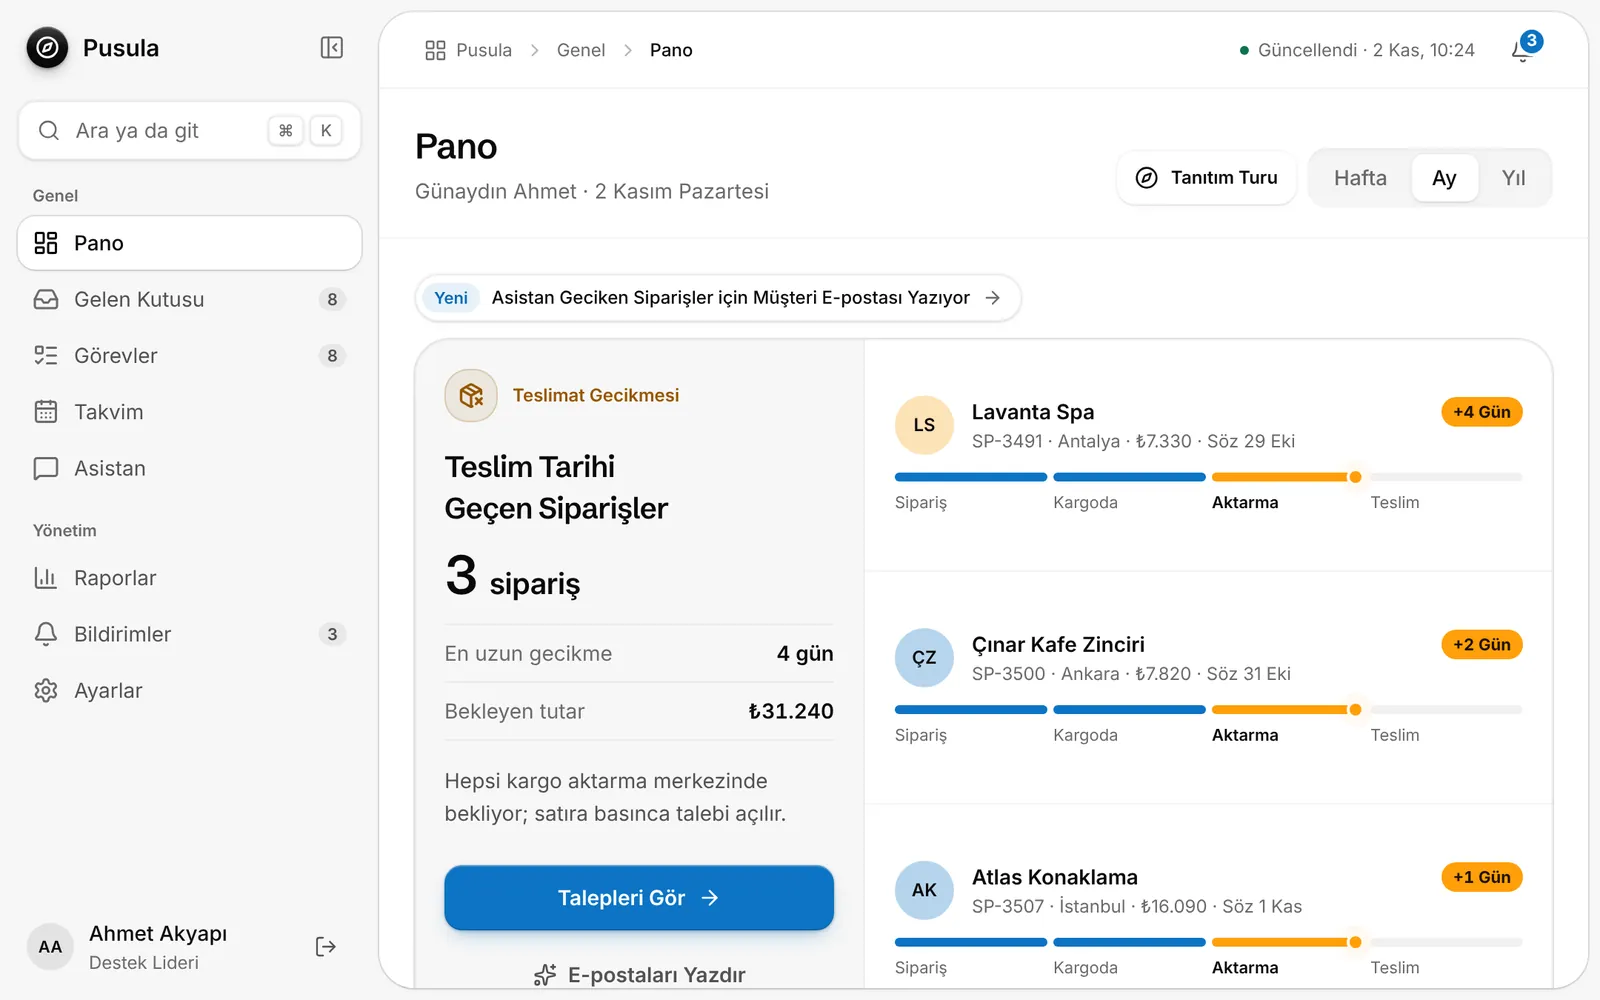 Pusula
Ara ya da git
⌘ K
Genel
Pano
Gelen Kutusu 8
Görevler 8
Takvim
Asistan
Yönetim
Raporlar
Bildirimler 3
Ayarlar
AA
Ahmet Akyapı
Destek Lideri
Pusula > Genel > Pano
Güncellendi · 2 Kas, 10:24
3
Pano
Günaydın Ahmet · 2 Kasım Pazartesi
Tanıtım Turu
Hafta Ay Yıl
Yeni Asistan Geciken Siparişler için Müşteri E-postası Yazıyor →
Teslimat Gecikmesi
Teslim Tarihi
Geçen Siparişler
3 sipariş
En uzun gecikme 4 gün
Bekleyen tutar ₺31.240
Hepsi kargo aktarma merkezinde
bekliyor; satıra basınca talebi açılır.
Talepleri Gör →
E-postaları Yazdır
LS
Lavanta Spa
+4 Gün
SP-3491 · Antalya · ₺7.330 · Söz 29 Eki
Sipariş Kargoda Aktarma Teslim
ÇZ
Çınar Kafe Zinciri
+2 Gün
SP-3500 · Ankara · ₺7.820 · Söz 31 Eki
Sipariş Kargoda Aktarma Teslim
AK
Atlas Konaklama
+1 Gün
SP-3507 · İstanbul · ₺16.090 · Söz 1 Kas
Sipariş Kargoda Aktarma Teslim